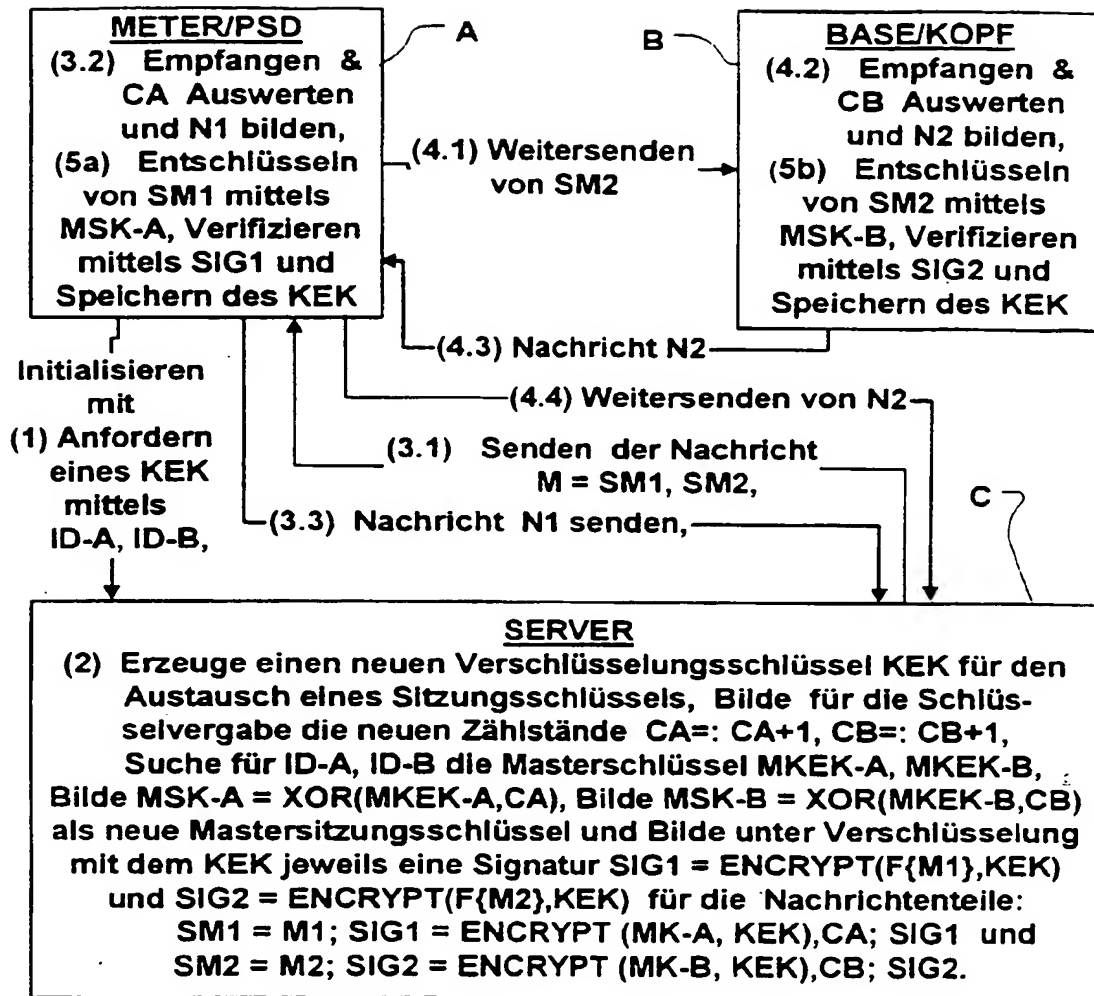 METER/PSD
(3.2) Empfangen &
CA Auswerten
und N1 bilden,
(5a) Entschlüsseln
von SM1 mittels
MSK-A, Verifizieren
mittels SIG1 und
Speichern des KEK
A
B
BASE/KOPF
(4.2) Empfangen &
CB Auswerten
und N2 bilden,
(5b) Entschlüsseln
von SM2 mittels
MSK-B, Verifizieren
mittels SIG2 und
Speichern des KEK
(4.1) Weitersenden
von SM2
(4.3) Nachricht N2
(4.4) Weitersenden von N2
Initialisieren
mit
(1) Anfordern
eines KEK
mittels
ID-A, ID-B,
(3.1) Senden der Nachricht
M = SM1, SM2,
(3.3) Nachricht N1 senden,
C
SERVER
(2) Erzeuge einen neuen Verschlüsselungsschlüssel KEK für den
Austausch eines Sitzungsschlüssels, Bilde für die Schlüs-
selvergabe die neuen Zählstände CA=: CA+1, CB=: CB+1,
Suche für ID-A, ID-B die Masterschlüssel MKEK-A, MKEK-B,
Bilde MSK-A = XOR(MKEK-A,CA), Bilde MSK-B = XOR(MKEK-B,CB)
als neue Mastersitzungsschlüssel und Bilde unter Verschlüsselung
mit dem KEK jeweils eine Signatur SIG1 = ENCRYPT(F{M1},KEK)
und SIG2 = ENCRYPT(F{M2},KEK) für die Nachrichtenteile:
SM1 = M1; SIG1 = ENCRYPT (MK-A, KEK),CA; SIG1 und
SM2 = M2; SIG2 = ENCRYPT (MK-B, KEK),CB; SIG2.